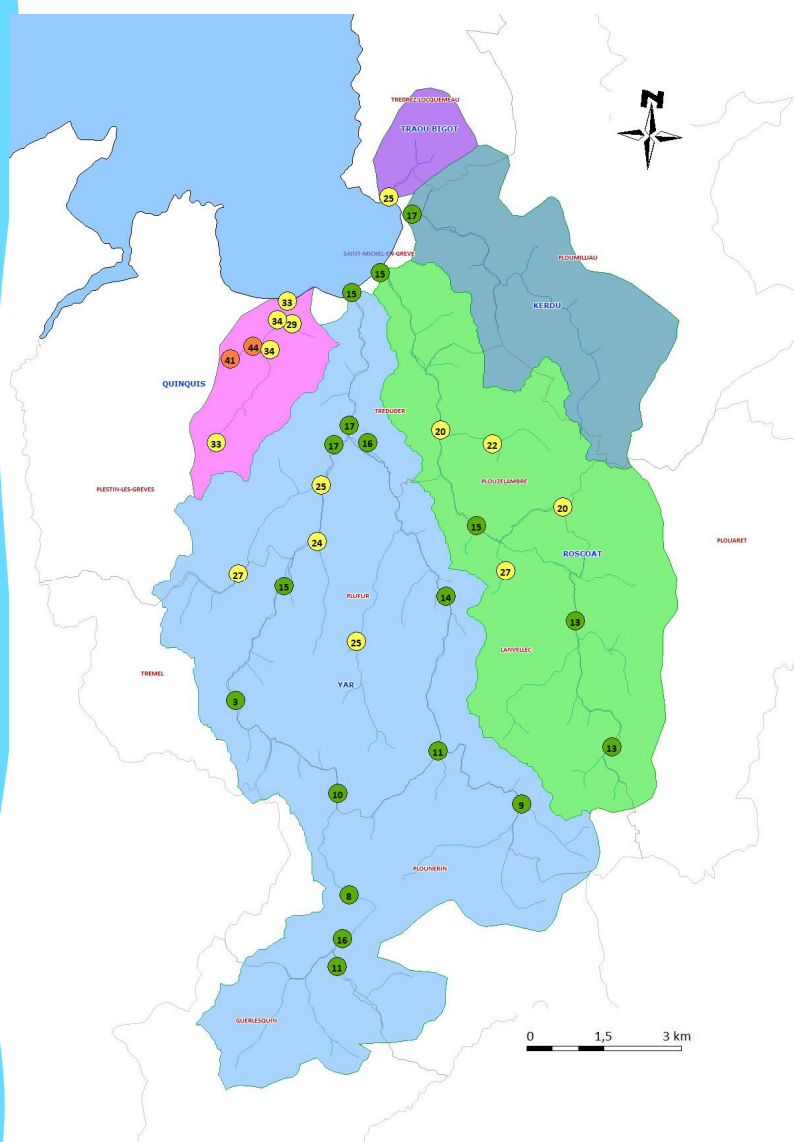 N
TREDREZ-LOCQUEMEAU
TRAOU BIGOT
25
17
SAINT-MICHEL-EN-GREVE
PLOUMILLIAU
15
15
33
KERDU
34
29
44
34
41
QUINQUIS
TREDUDER
17
20
33
17
16
22
PLOUZELAMBRE
25
PLESTIN-LES-GREVES
20
15
24
PLOUARET
ROSCOAT
27
27
15
PLUFUR
14
13
25
LANVELLEC
TREMEL
YAR
3
13
11
10
9
PLOUNERIN
8
16
11
GUERLESQUIN
0 1,5 3 km